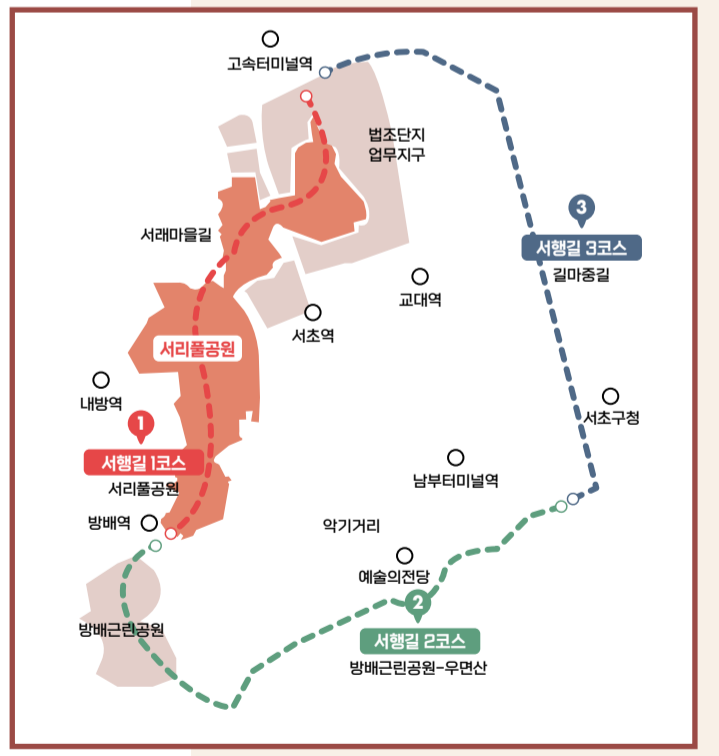 고속터미널역
법조단지
업무지구
3
서행길 3코스
길마중길
서래마을길
교대역
서초역
서리풀공원
내방역
1
서행길 1코스
서리풀공원
서초구청
남부터미널역
방배역
악기거리
예술의전당
2
서행길 2코스
방배근린공원-우면산
방배근린공원